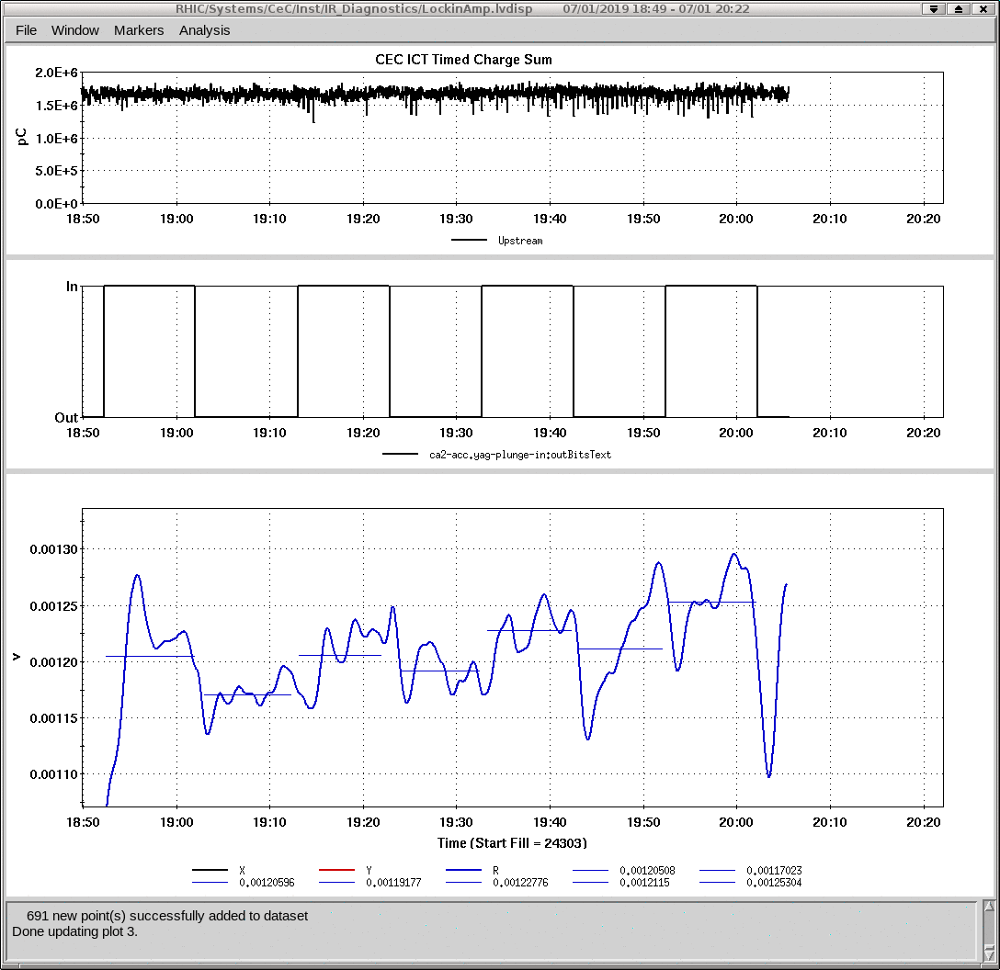 RHIC/Systems/CeC/Inst/IR_Diagnostics/LockinAmp.lvdisp 07/01/2019 18:49 - 07/01 20:22
File Window Markers Analysis
CEC ICT Timed Charge Sum
2.0E+6
1.5E+6
1.0E+6
5.0E+5
0.0E+0
pC
18:50 19:00 19:10 19:20 19:30 19:40 19:50 20:00 20:10 20:20
Upstream
In
Out
18:50 19:00 19:10 19:20 19:30 19:40 19:50 20:00 20:10 20:20
ca2-acc.yag-plunge-in:outBitsText
0.00130
0.00125
0.00120
0.00115
0.00110
v
18:50 19:00 19:10 19:20 19:30 19:40 19:50 20:00 20:10 20:20
Time (Start Fill = 24303)
X Y R 0.00120508 0.00117023
0.00120596 0.00119177 0.00122776 0.0012115 0.00125304
691 new point(s) successfully added to dataset
Done updating plot 3.